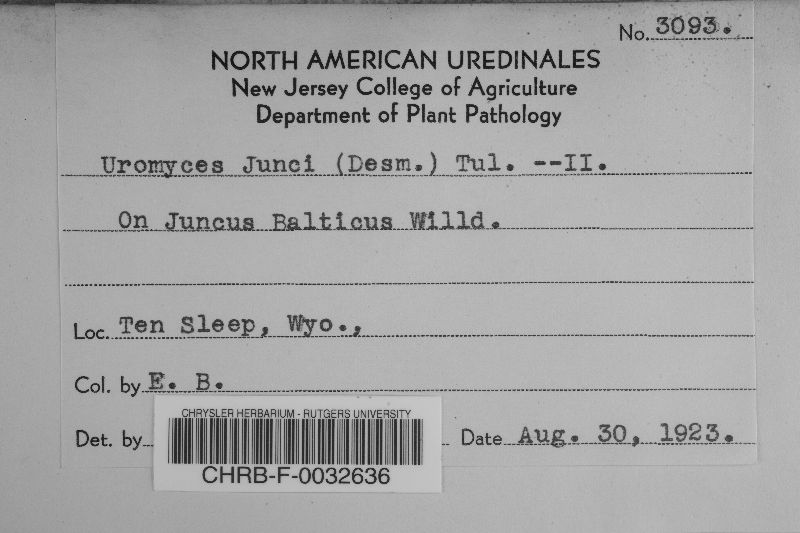 No. 3093.
NORTH AMERICAN UREDINALES
New Jersey College of Agriculture
Department of Plant Pathology
Uromyces Junci (Desm.) Tul. --II.
On Juncus Balticus Willd.
Loc. Ten Sleep, Wyo.,
Col. by E. B.
Det. by Date Aug. 30, 1923.
CHRYSLER HERBARIUM - RUTGERS UNIVERSITY
CHRB-F-0032636